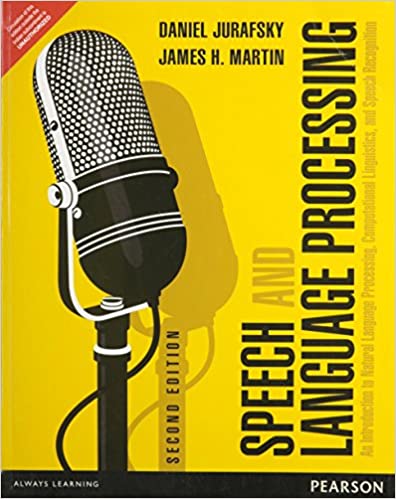 UNAUTHORIZED
DANIEL JURAFSKY
JAMES H. MARTIN
SPEECH AND
LANGUAGE PROCESSING
An Introduction to Natural Language Processing, Computational Linguistics, and Speech Recognition
SECOND EDITION
ALWAYS LEARNING
PEARSON